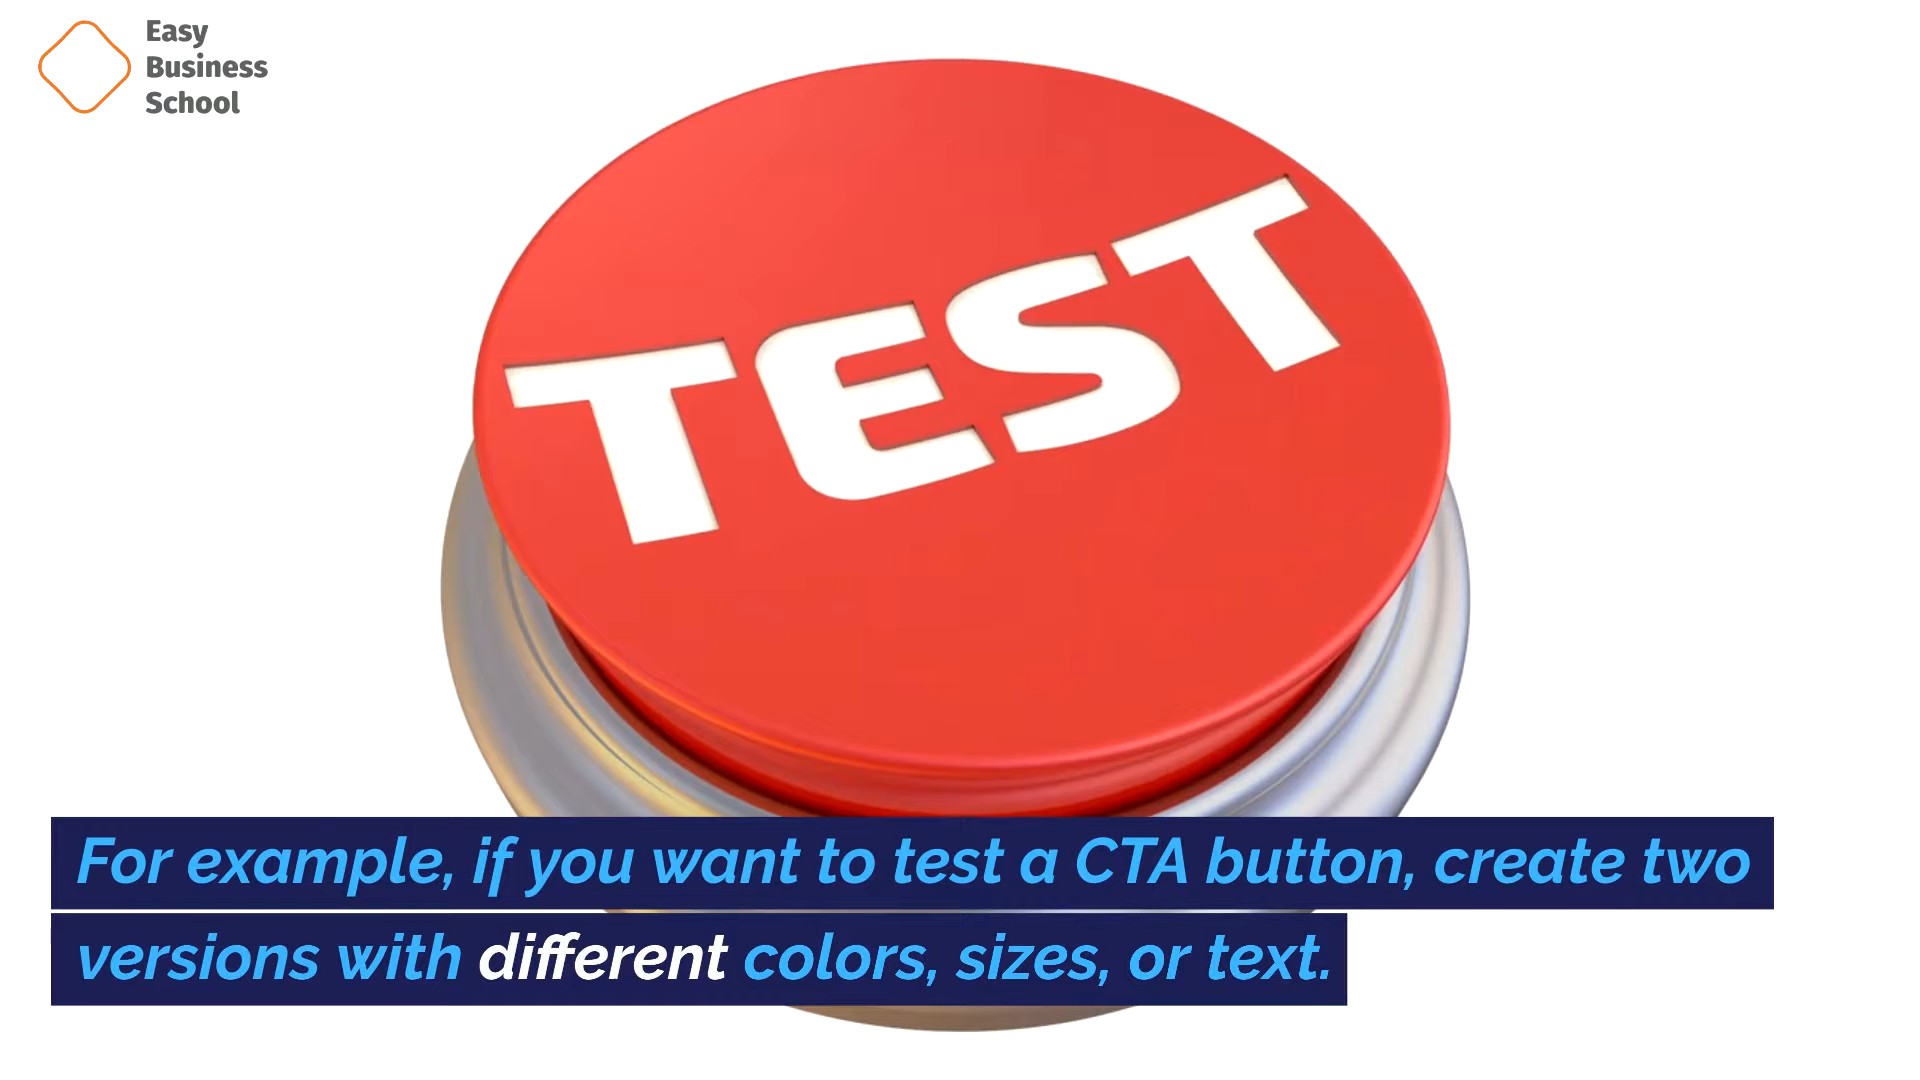 Easy
Business
School
TEST
For example, if you want to test a CTA button, create two
versions with different colors, sizes, or text.